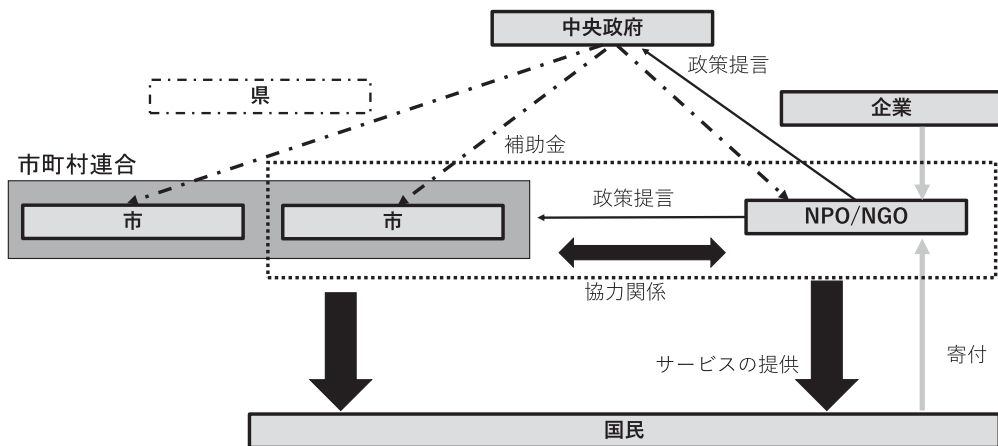 中央政府
政策提言
県
企業
補助金
市町村連合
政策提言
市
市
NPO/NGO
協力関係
サービスの提供
寄付
国民